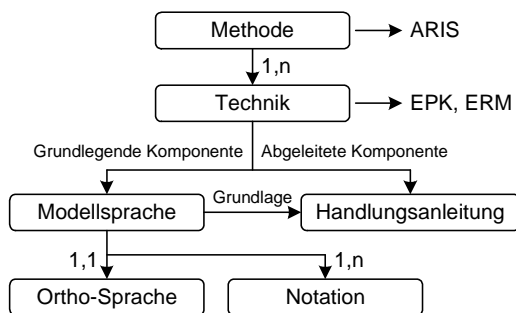 Methode
ARIS
1,n
Technik
EPK, ERM
Grundlegende Komponente
Abgeleitete Komponente
Modellsprache
Grundlage
Handlungsanleitung
1,1
1,n
Ortho-Sprache
Notation